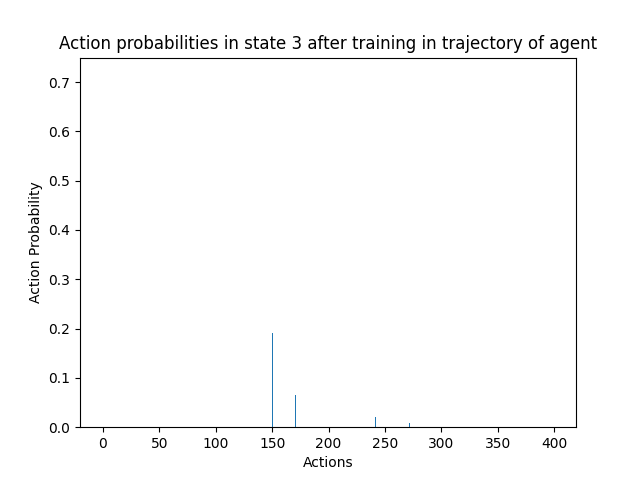 Action probabilities in state 3 after training in trajectory of agent
Action Probability
0.7
0.6
0.5
0.4
0.3
0.2
0.1
0.0
0 50 100 150 200 250 300 350 400
Actions